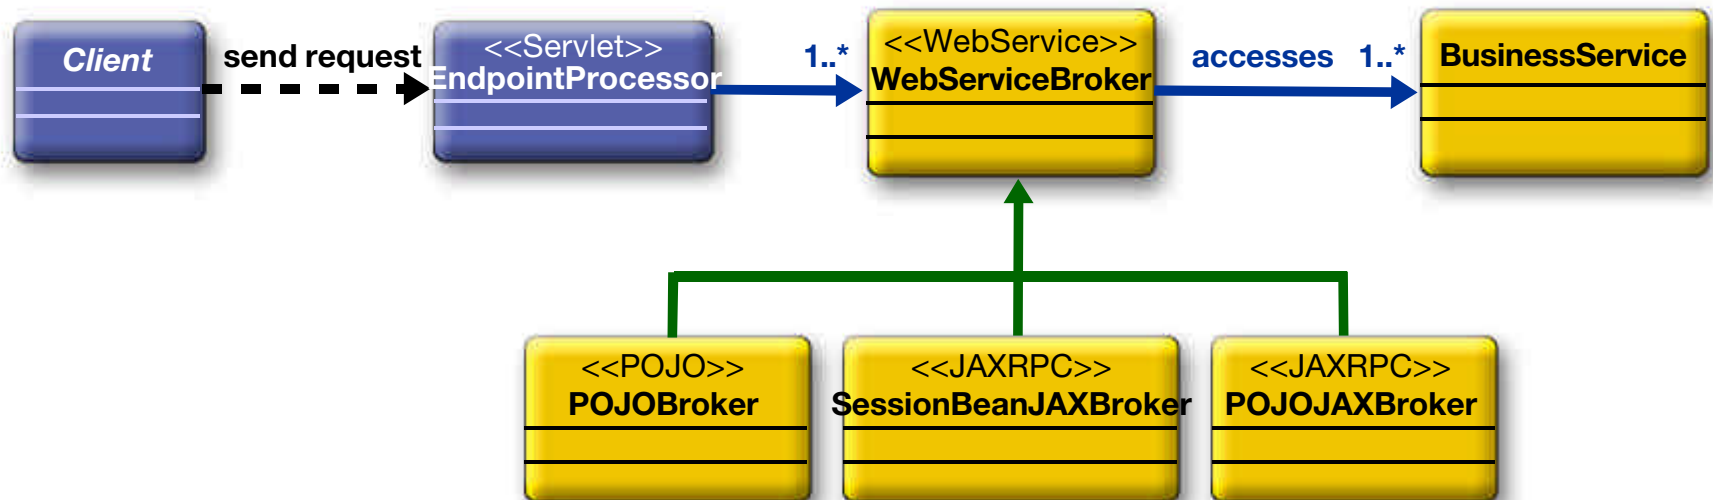 Client
send request
<<Servlet>>
EndpointProcessor
1..*
<<WebService>>
WebServiceBroker
accesses 1..*
BusinessService
<<POJO>>
POJOBroker
<<JAXRPC>>
SessionBeanJAXBroker
<<JAXRPC>>
POJOJAXBroker